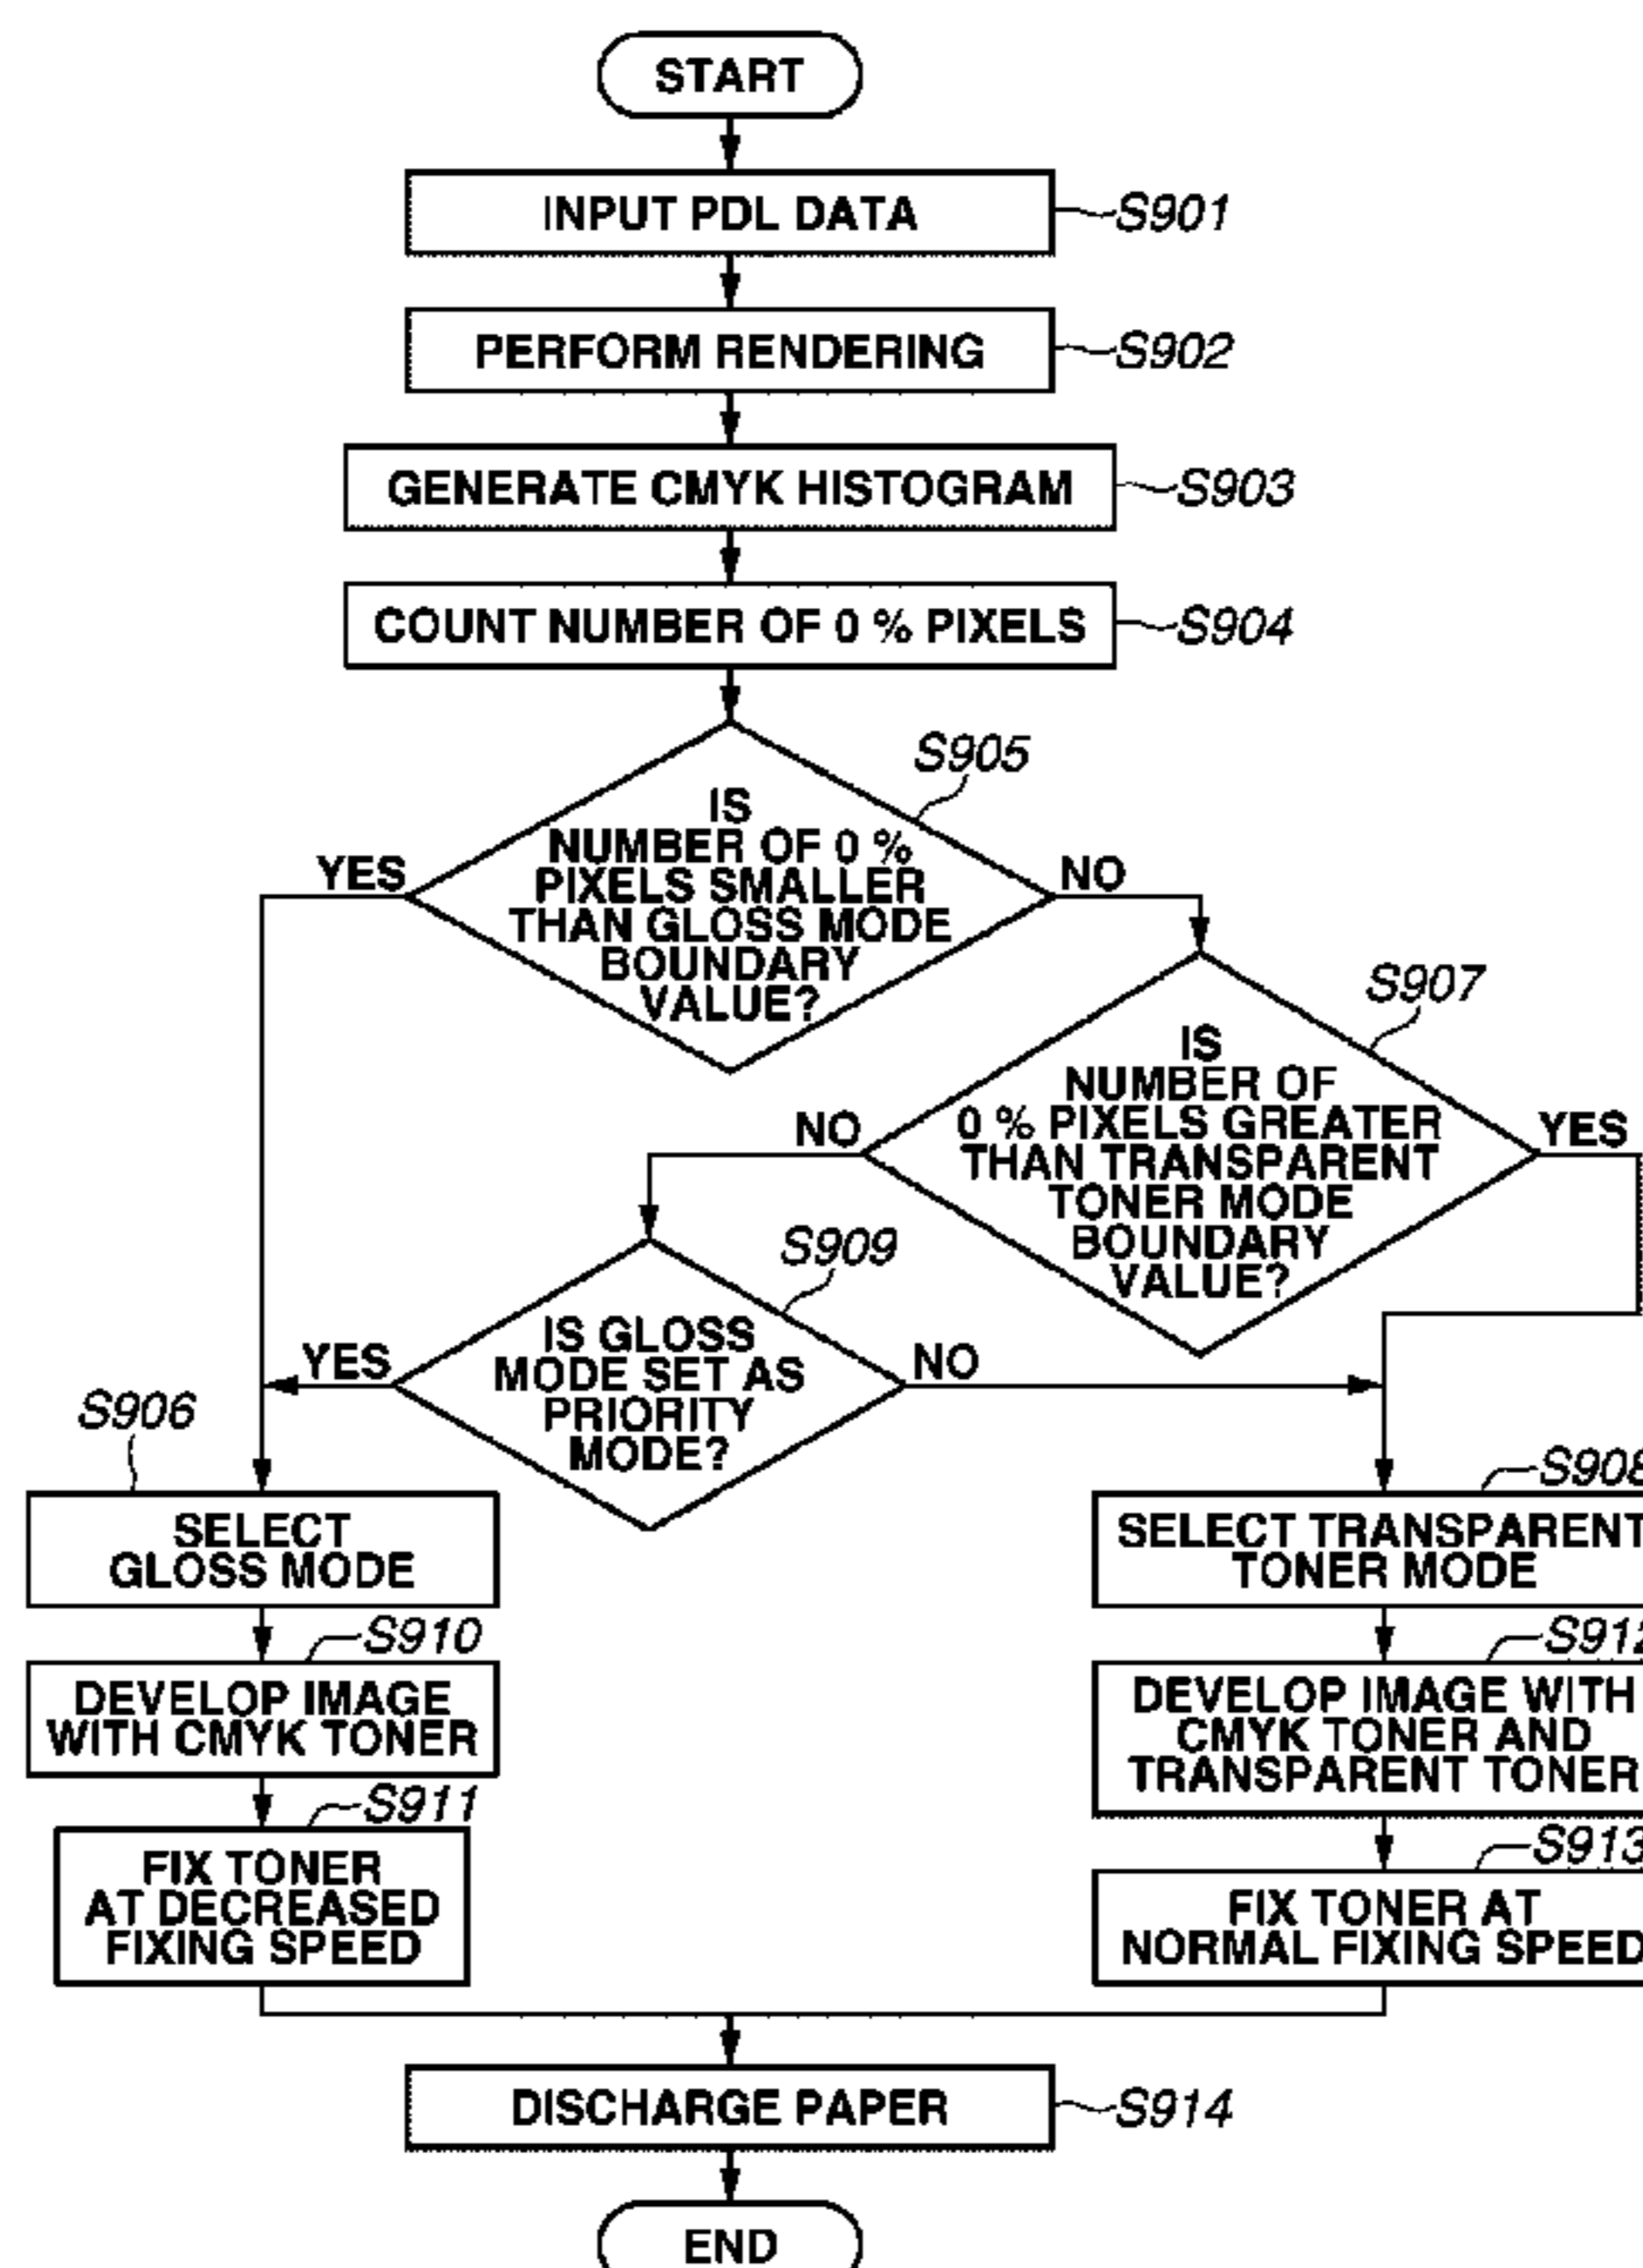 START
INPUT PDL DATA
S901
PERFORM RENDERING
S902
GENERATE CMYK HISTOGRAM
S903
COUNT NUMBER OF 0 % PIXELS
S904
S905
IS
NUMBER OF 0 %
PIXELS SMALLER
THAN GLOSS MODE
BOUNDARY
VALUE?
YES
NO
S907
IS
NUMBER OF
0 % PIXELS GREATER
THAN TRANSPARENT
TONER MODE
BOUNDARY
VALUE?
NO
YES
S909
IS GLOSS
MODE SET AS
PRIORITY
MODE?
YES
NO
S906
SELECT
GLOSS MODE
S908
SELECT TRANSPARENT
TONER MODE
S910
DEVELOP IMAGE
WITH CMYK TONER
S912
DEVELOP IMAGE WITH
CMYK TONER AND
TRANSPARENT TONER
S911
FIX TONER
AT DECREASED
FIXING SPEED
S913
FIX TONER AT
NORMAL FIXING SPEED
DISCHARGE PAPER
S914
END